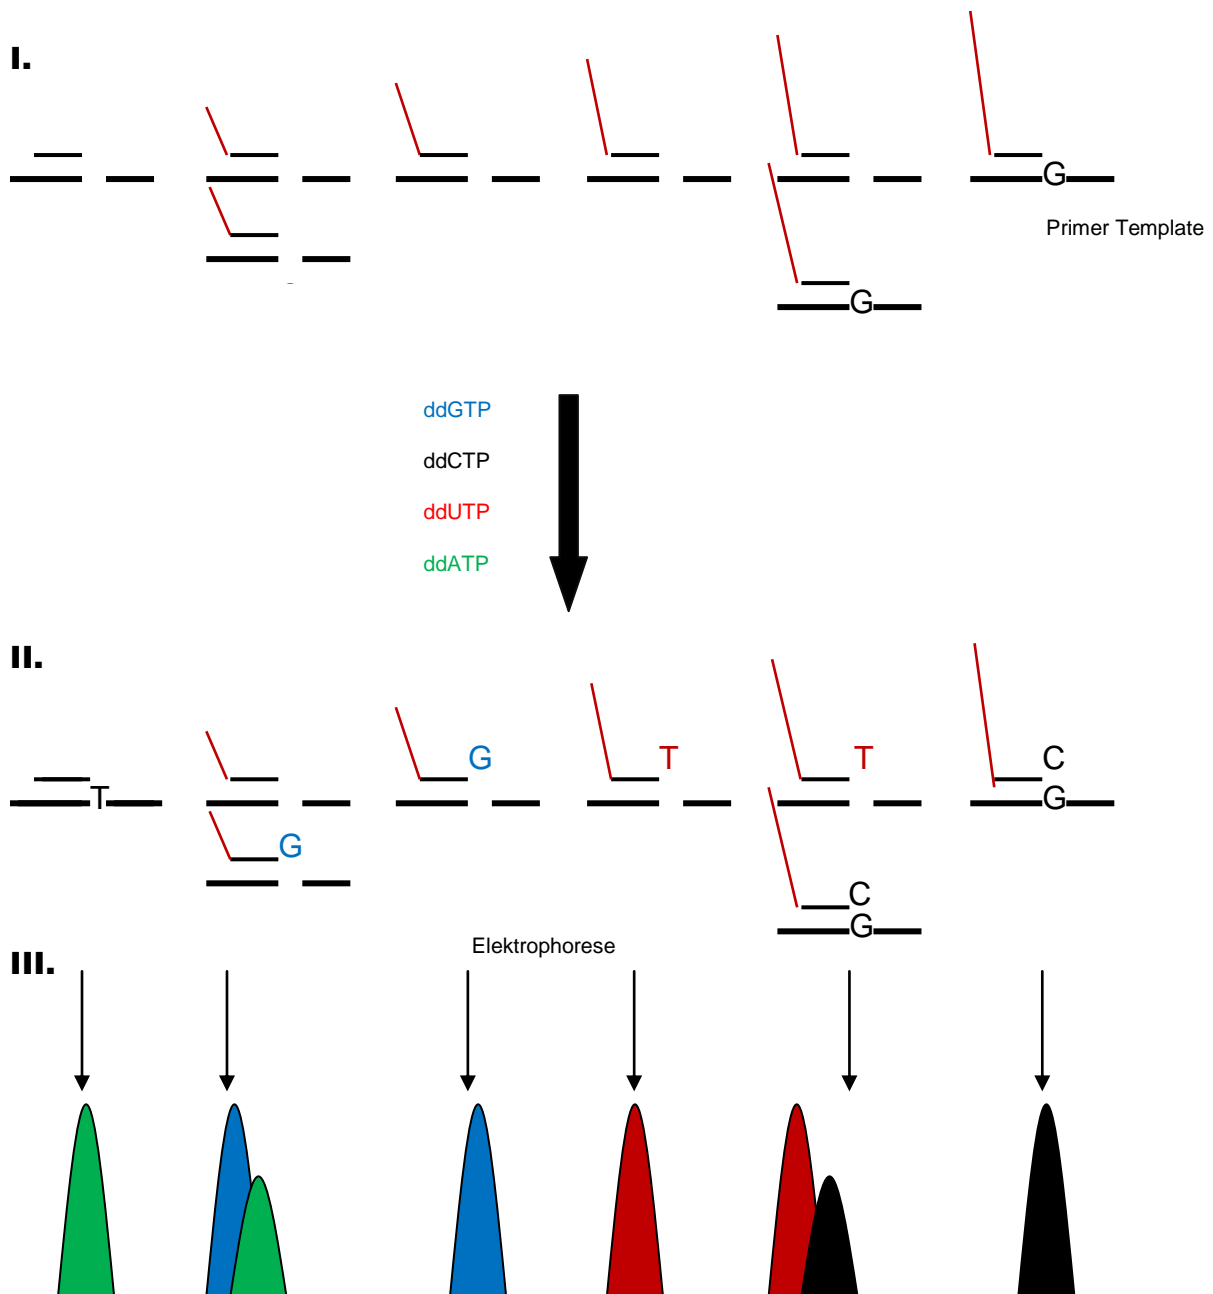 I.
G
Primer Template
G
ddGTP
ddCTP
ddUTP
ddATP
II.
G T T C
T G
G
C
G
Elektrophorese
III.